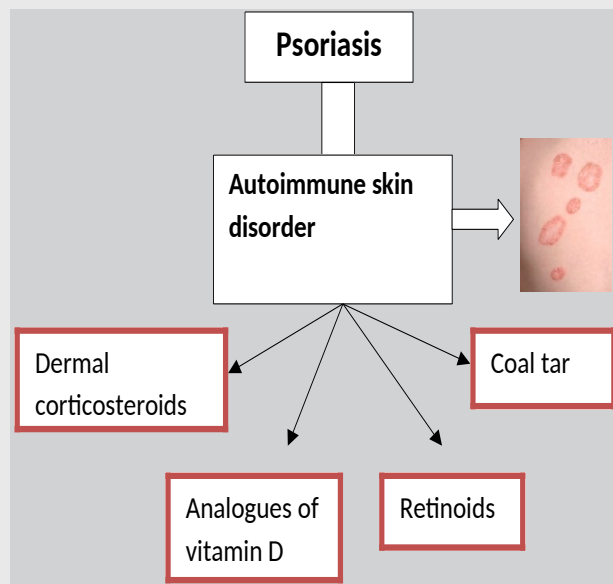 Psoriasis
Autoimmune skin
disorder
Dermal
corticosteroids
Coal tar
Analogues of
vitamin D
Retinoids